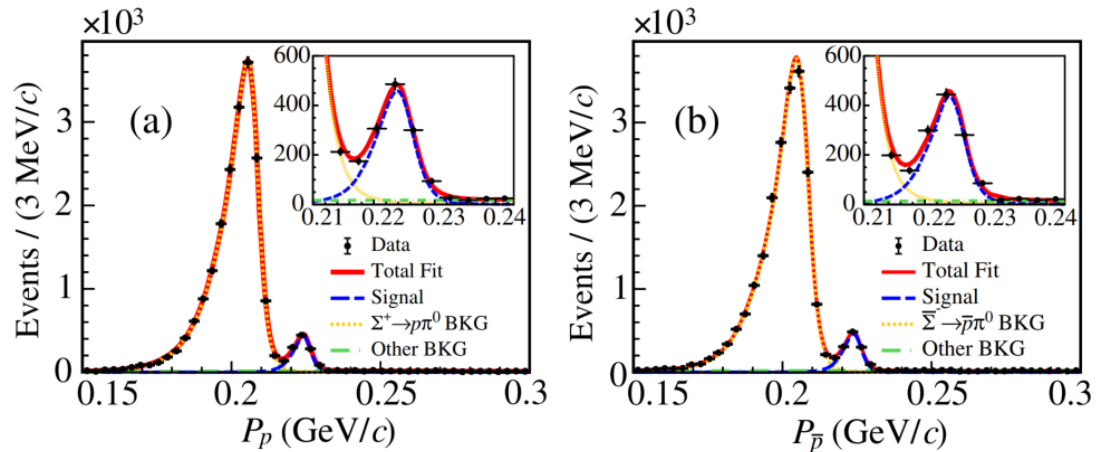 ×10³
(a)
Events / (3 MeV/c)
3
2
1
0
0.15
0.2
0.25
0.3
P_p (GeV/c)
600
400
200
0
0.21
0.22
0.23
0.24
Data
Total Fit
Signal
Σ⁺→pπ⁰ BKG
Other BKG
×10³
(b)
Events / (3 MeV/c)
3
2
1
0
0.15
0.2
0.25
0.3
P_p̅ (GeV/c)
600
400
200
0
0.21
0.22
0.23
0.24
Data
Total Fit
Signal
Σ̅⁻→p̅π⁰ BKG
Other BKG